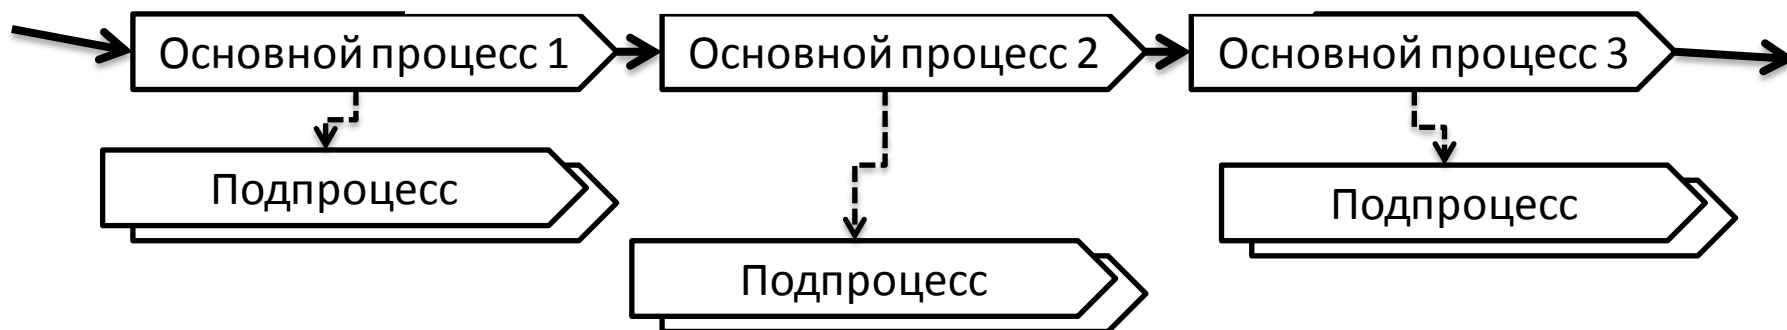 Основной процесс 1
Основной процесс 2
Основной процесс 3
Подпроцесс
Подпроцесс
Подпроцесс